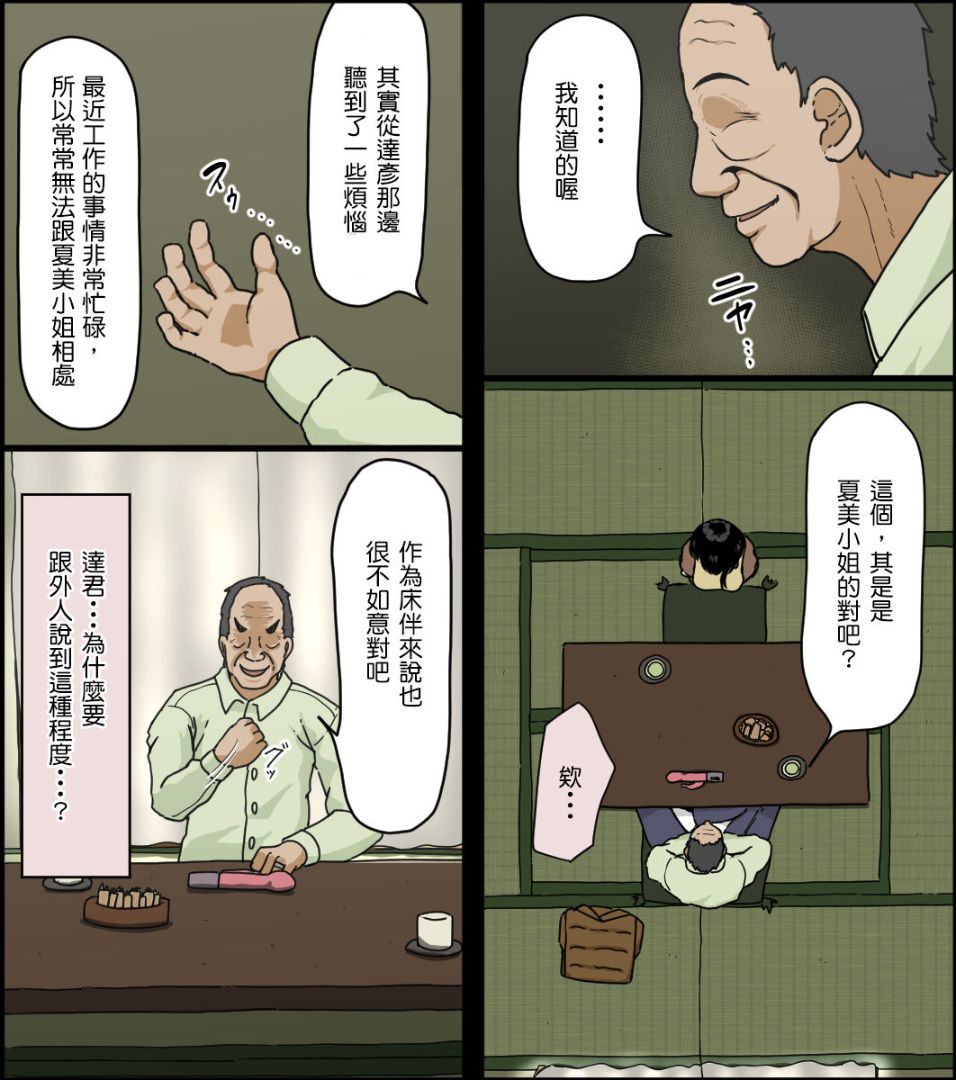 ……
我知道的喔
ニヤ…
這個，其是是
夏美小姐的對吧？
欸…
其實從達彥那邊
聽到了一些煩惱
スゥ……
最近工作的事情非常忙碌，
所以常常無法跟夏美小姐相處
作為床伴來說也
很不如意對吧
グッ
達君…為什麼要
跟外人說到這種程度…？